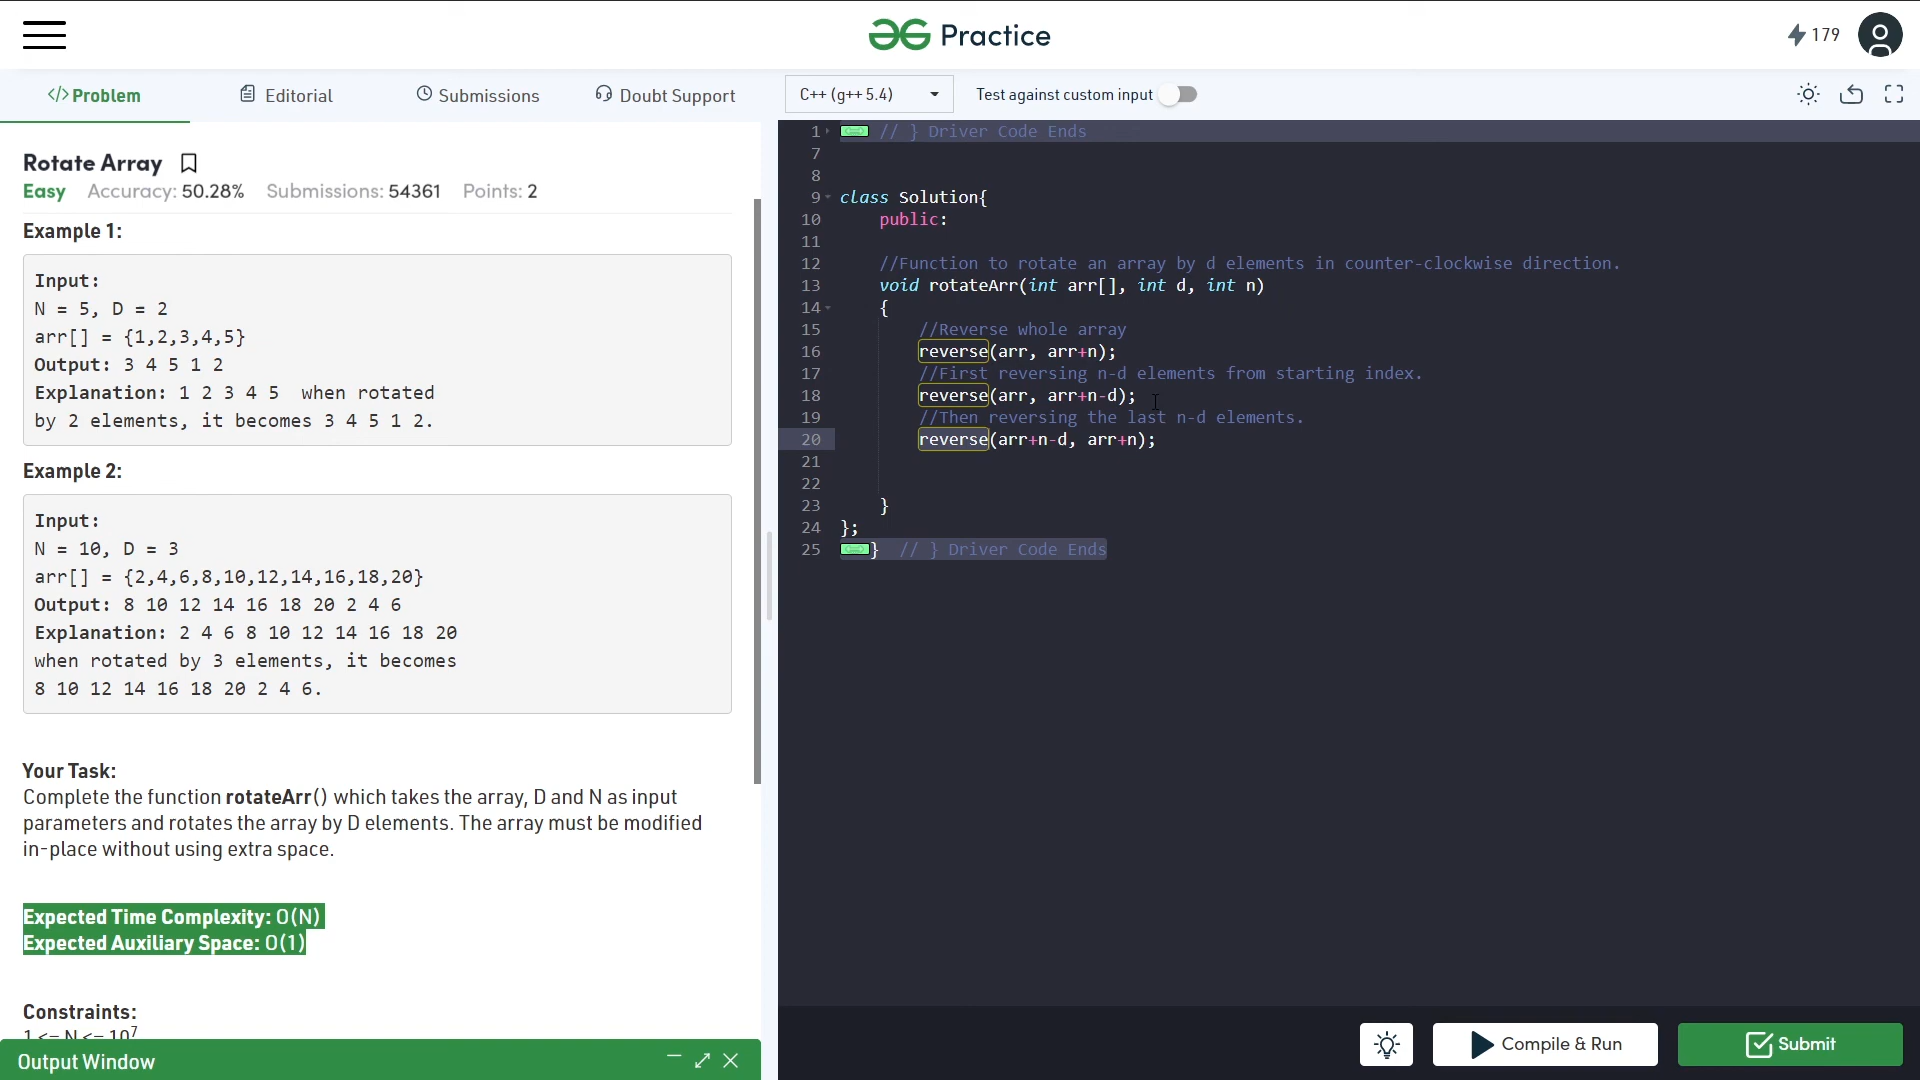 Practice
179
</> Problem
Editorial
Submissions
Doubt Support
C++ (g++ 5.4)
Test against custom input
Rotate Array
Easy Accuracy: 50.28% Submissions: 54361 Points: 2
Example 1:
Input:
N = 5, D = 2
arr[] = {1,2,3,4,5}
Output: 3 4 5 1 2
Explanation: 1 2 3 4 5  when rotated
by 2 elements, it becomes 3 4 5 1 2.
Example 2:
Input:
N = 10, D = 3
arr[] = {2,4,6,8,10,12,14,16,18,20}
Output: 8 10 12 14 16 18 20 2 4 6
Explanation: 2 4 6 8 10 12 14 16 18 20
when rotated by 3 elements, it becomes
8 10 12 14 16 18 20 2 4 6.
Your Task:
Complete the function rotateArr() which takes the array, D and N as input
parameters and rotates the array by D elements. The array must be modified
in-place without using extra space.
Expected Time Complexity: O(N)
Expected Auxiliary Space: O(1)
Constraints:
1 <= N <= 10^7
Output Window
1 // } Driver Code Ends
7
8
9 class Solution{
10     public:
11
12     //Function to rotate an array by d elements in counter-clockwise direction.
13     void rotateArr(int arr[], int d, int n)
14     {
15         //Reverse whole array
16         reverse(arr, arr+n);
17         //First reversing n-d elements from starting index.
18         reverse(arr, arr+n-d);
19         //Then reversing the last n-d elements.
20         reverse(arr+n-d, arr+n);
21
22
23     }
24 };
25 }  // } Driver Code Ends
Compile & Run
Submit